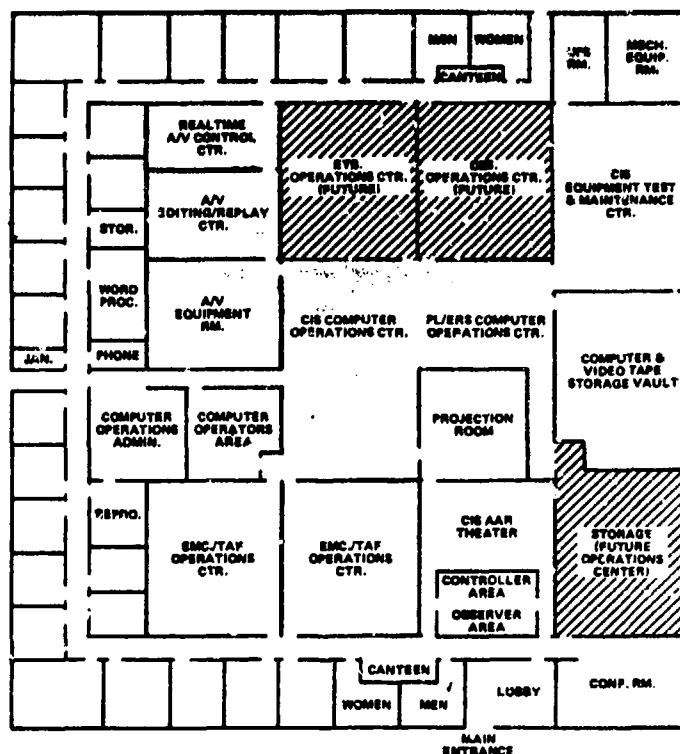 MEN
WOMEN
CANTEEN
UPS
RM.
MECH.
EQUIP.
RM.
REALTIME
A/V CONTROL
CTR.
SYS.
OPERATIONS CTR.
(FUTURE)
OPERATIONS CTR.
(FUTURE)
CIS
EQUIPMENT TEST
& MAINTENANCE
CTR.
A/V
EDITING/REPLAY
CTR.
STOR.
WORD
PROC.
A/V
EQUIPMENT
RM.
CIS COMPUTER
OPERATIONS CTR.
PL/ERS COMPUTER
OPERATIONS CTR.
JAN.
PHONE
COMPUTER &
VIDEO TAPE
STORAGE VAULT
COMPUTER
OPERATIONS
ADMIN.
COMPUTER
OPERATORS
AREA
PROJECTION
ROOM
REPRO.
EMC/TAF
OPERATIONS
CTR.
EMC/TAF
OPERATIONS
CTR.
CIS AAR
THEATER
STORAGE
(FUTURE
OPERATIONS
CENTER)
CONTROLLER
AREA
OBSERVER
AREA
CANTEEN
WOMEN
MEN
LOBBY
CONF. RM.
MAIN
ENTRANCE